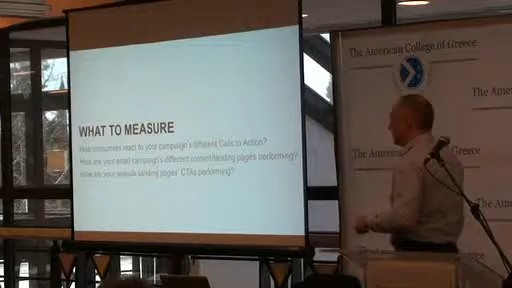 WHAT TO MEASURE
How consumers react to your campaign's different Calls to Action?
How are your email campaign's different content/landing pages performing?
How are your website landing pages' CTAs performing?
The American College of Greece
The Ame
The American
Greece
The Ame